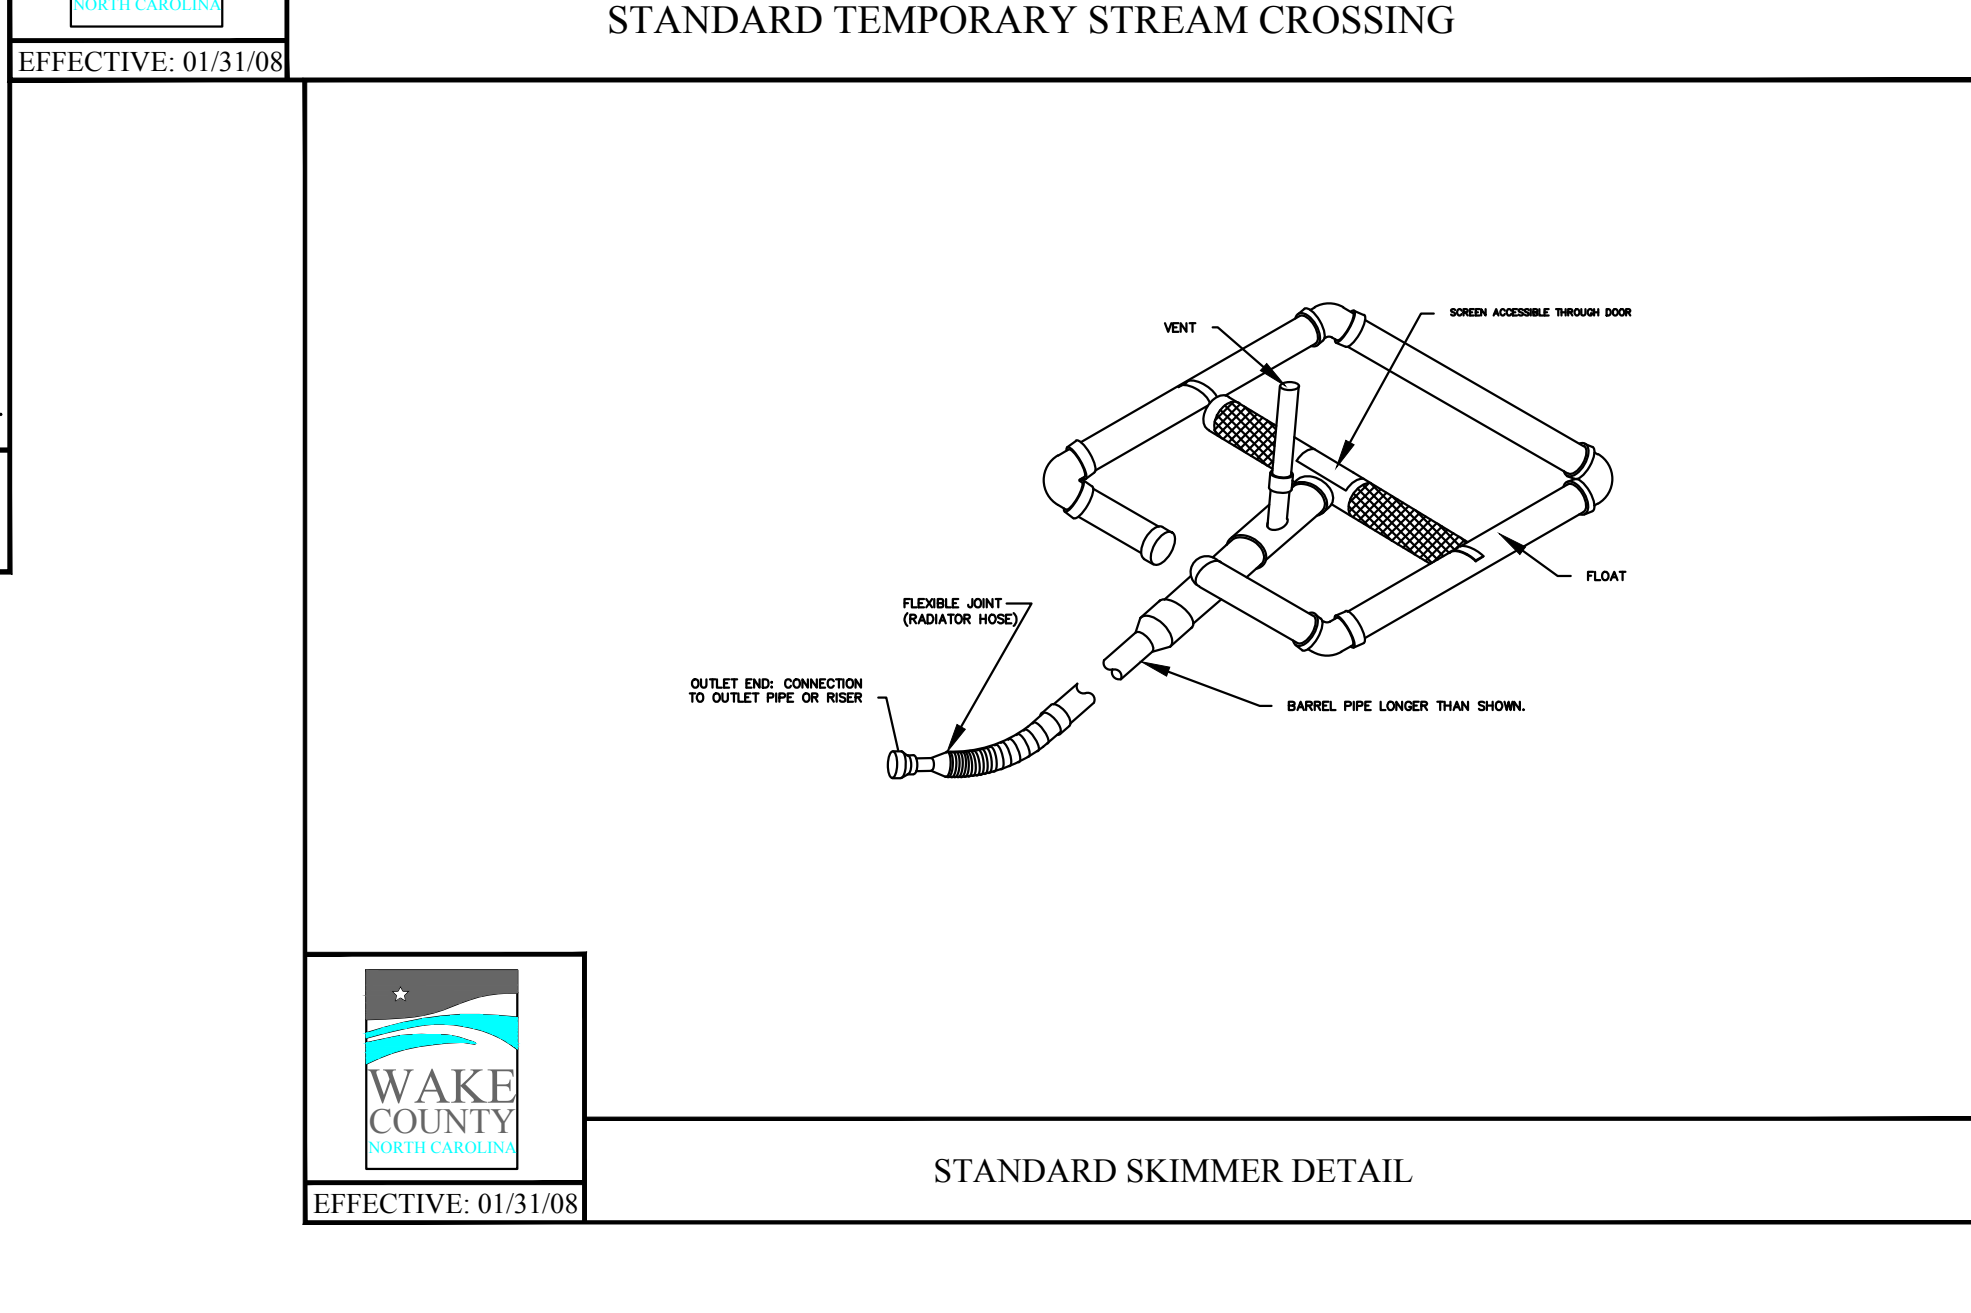 NORTH CAROLINA
STANDARD TEMPORARY STREAM CROSSING
EFFECTIVE: 01/31/08
VENT
SCREEN ACCESSIBLE THROUGH DOOR
FLOAT
FLEXIBLE JOINT
(RADIATOR HOSE)
OUTLET END: CONNECTION
TO OUTLET PIPE OR RISER
BARREL PIPE LONGER THAN SHOWN.
WAKE
COUNTY
NORTH CAROLINA
STANDARD SKIMMER DETAIL
EFFECTIVE: 01/31/08